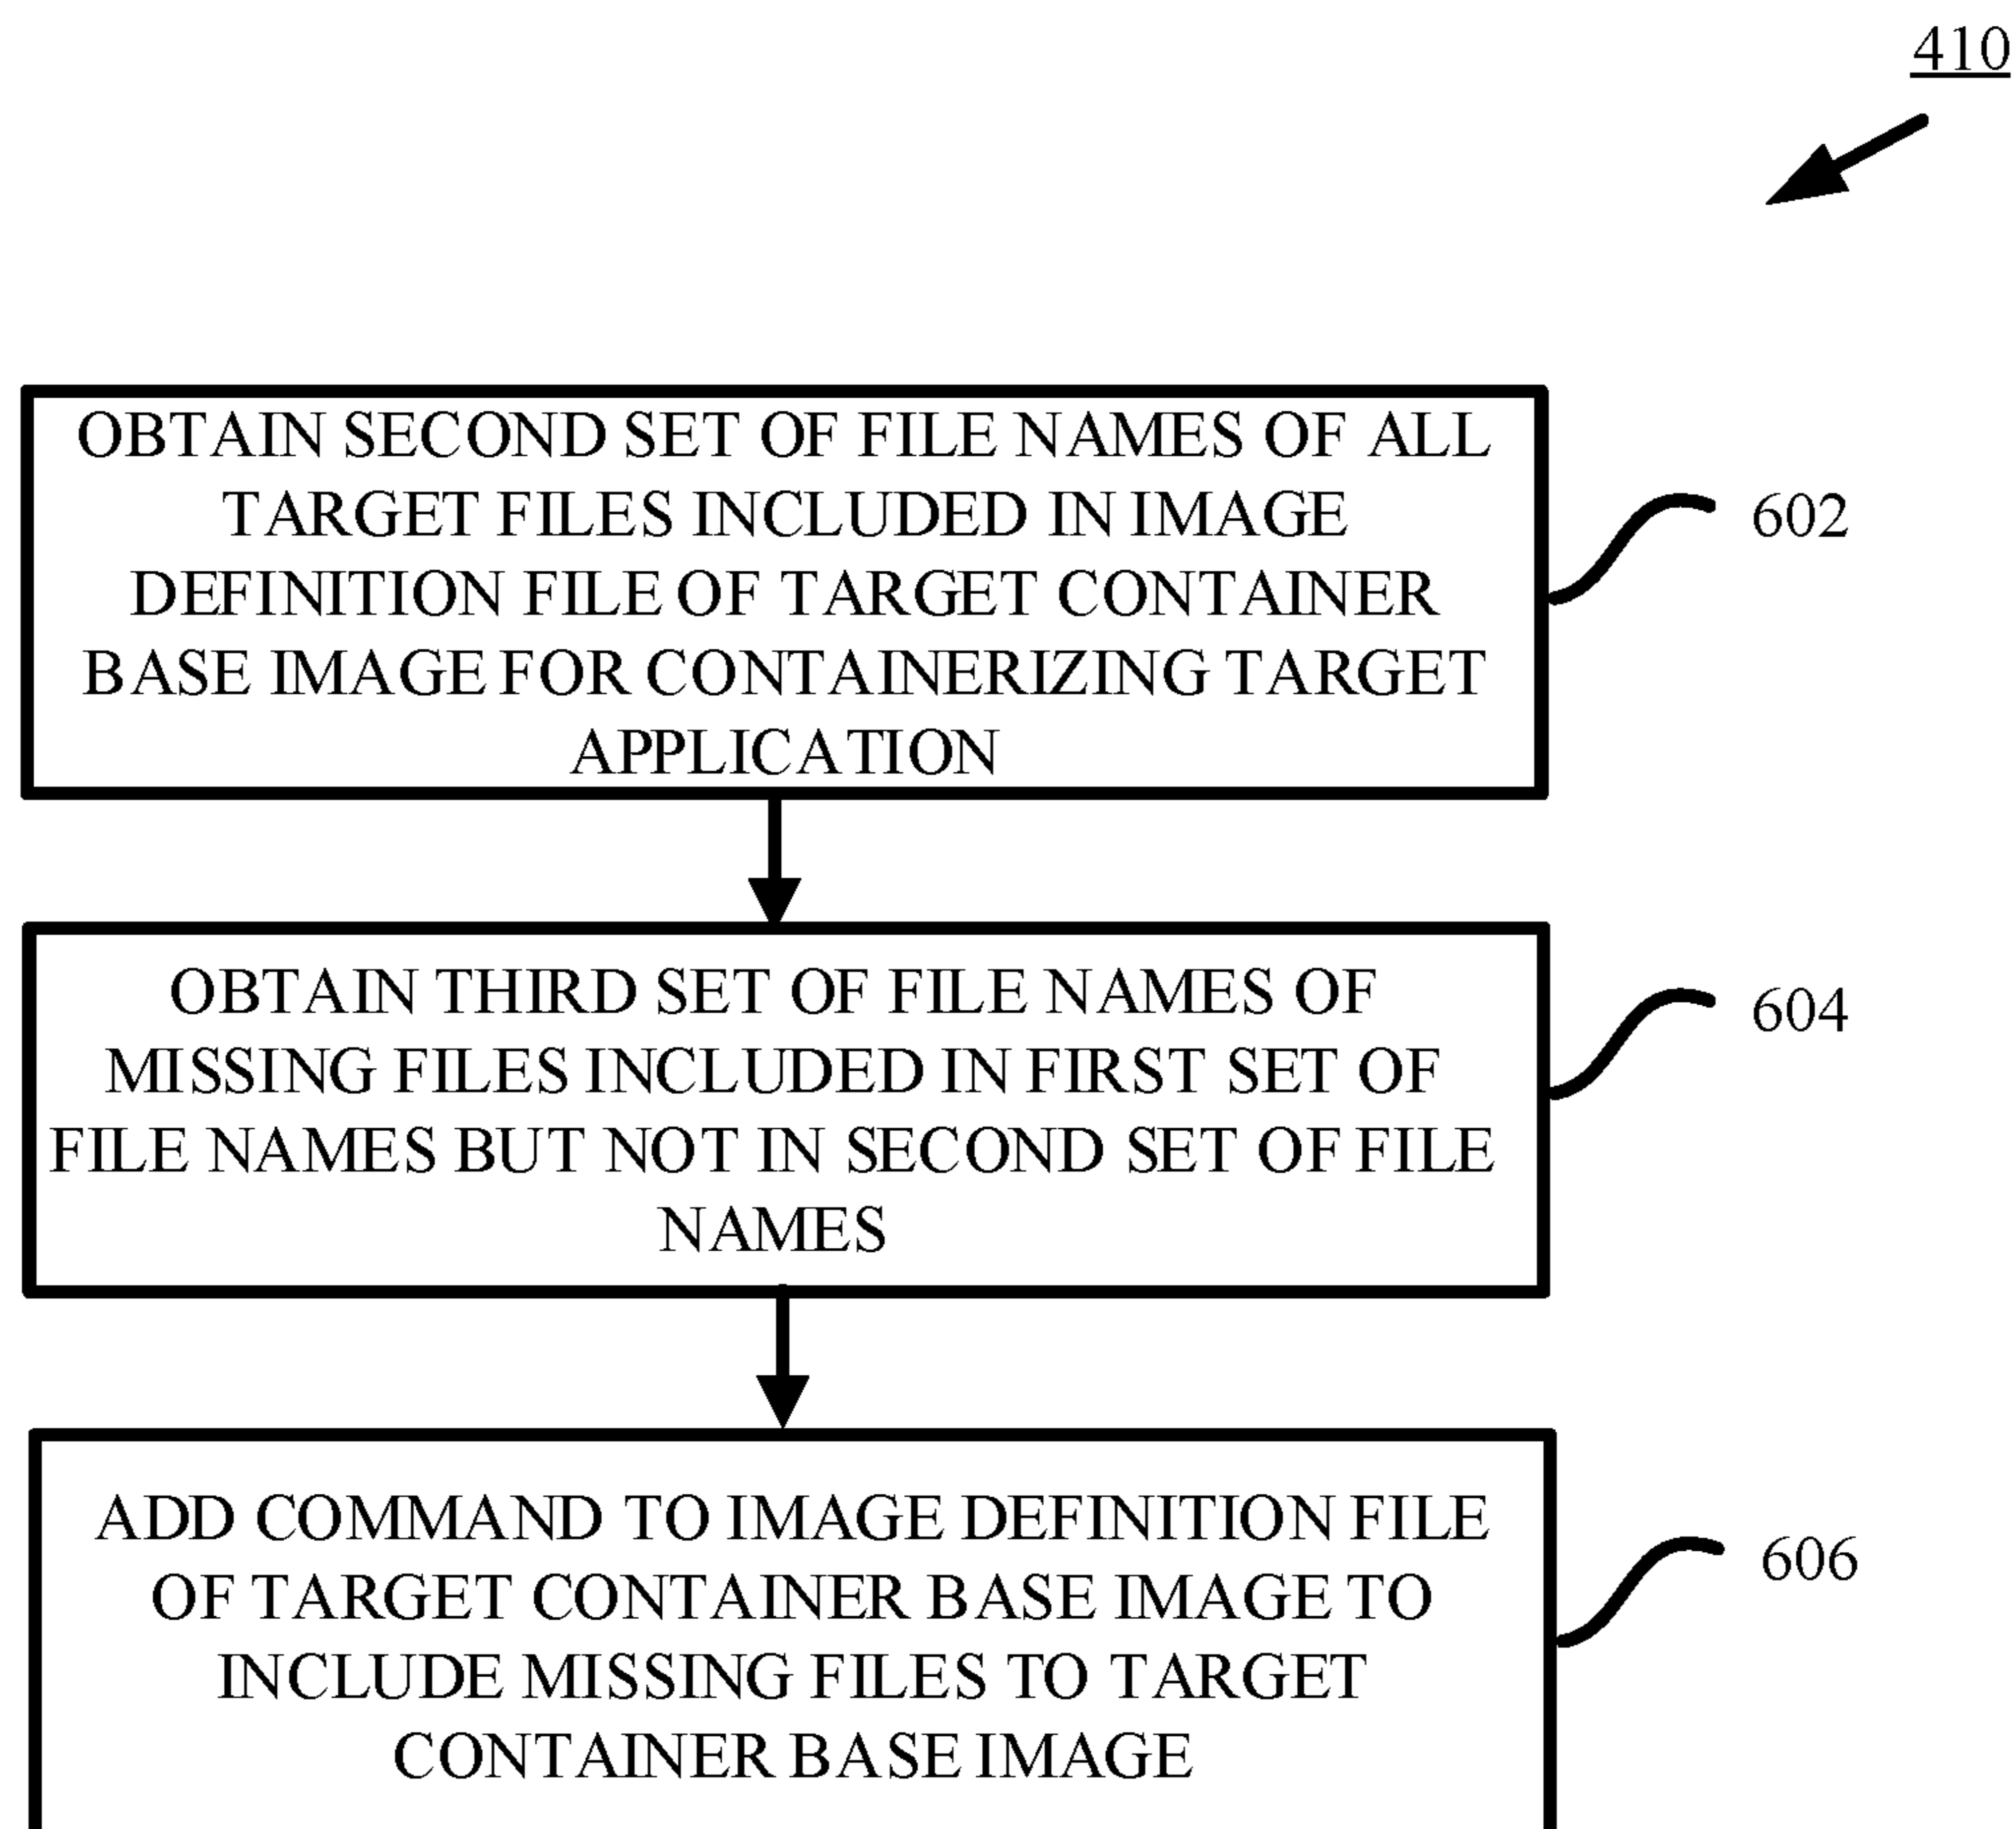 410
OBTAIN SECOND SET OF FILE NAMES OF ALL
TARGET FILES INCLUDED IN IMAGE
DEFINITION FILE OF TARGET CONTAINER
BASE IMAGE FOR CONTAINERIZING TARGET
APPLICATION
602
OBTAIN THIRD SET OF FILE NAMES OF
MISSING FILES INCLUDED IN FIRST SET OF
FILE NAMES BUT NOT IN SECOND SET OF FILE
NAMES
604
ADD COMMAND TO IMAGE DEFINITION FILE
OF TARGET CONTAINER BASE IMAGE TO
INCLUDE MISSING FILES TO TARGET
CONTAINER BASE IMAGE
606